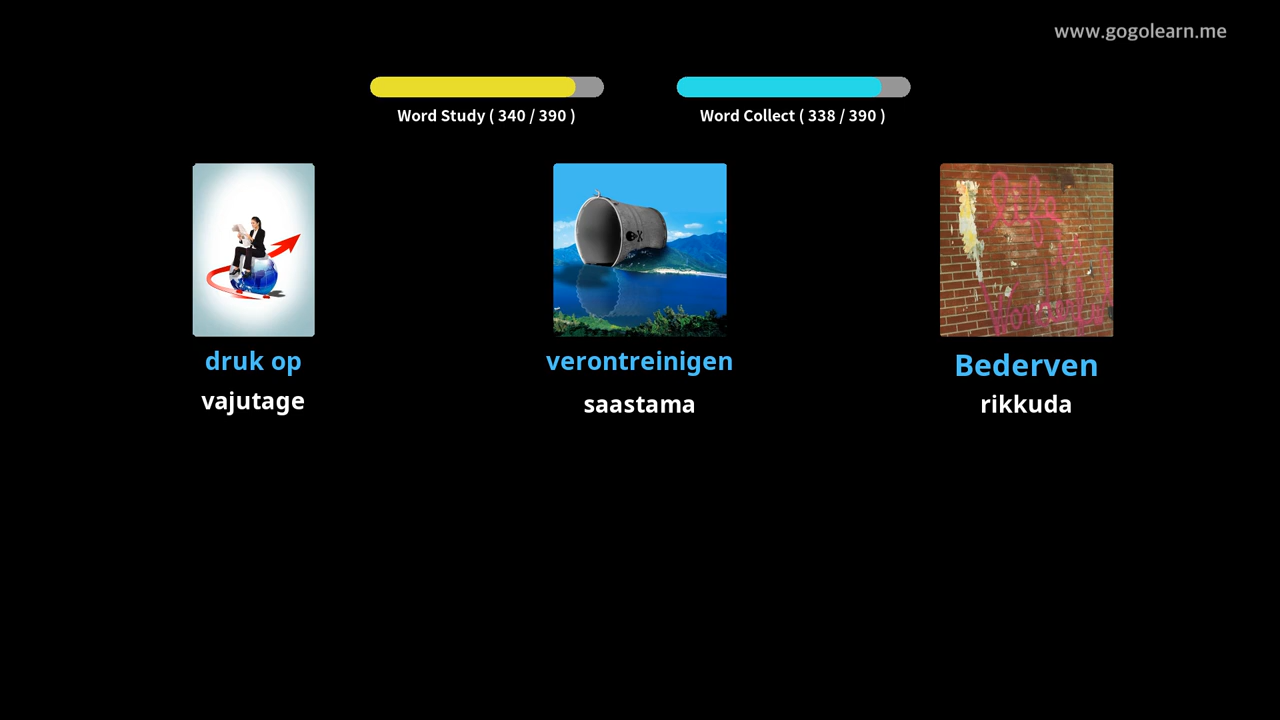 www.gogolearn.me
Word Study ( 340 / 390 )
Word Collect ( 338 / 390 )
druk op
verontreinigen
Bederven
vajutage
saastama
rikkuda